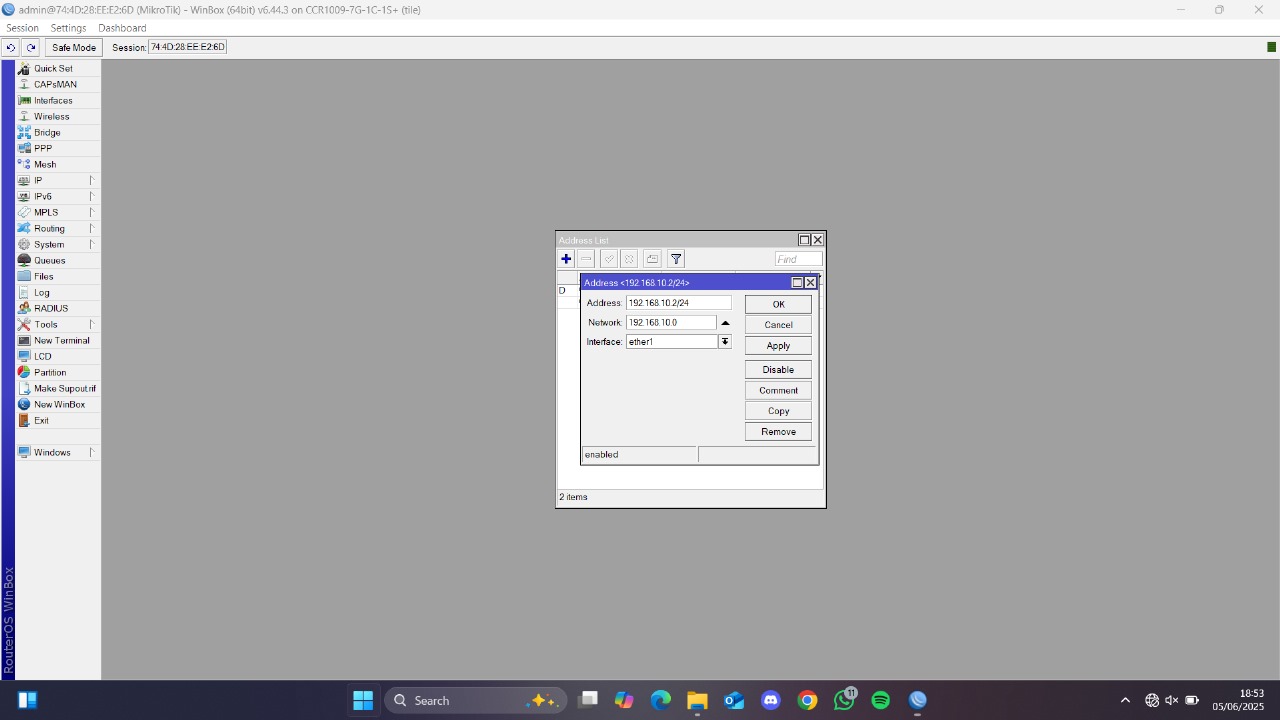 admin@74:4D:28:EE:E2:6D (MikroTik) - WinBox (64bit) v6.44.3 on CCR1009-7G-1C-1S+ (tile)
Session Settings Dashboard
Safe Mode Session: 74:4D:28:EE:E2:6D
Quick Set
CAPsMAN
Interfaces
Wireless
Bridge
PPP
Mesh
IP
IPv6
MPLS
Routing
System
Queues
Files
Log
RADIUS
Tools
New Terminal
LCD
Partition
Make Supout.rif
New WinBox
Exit
Windows
RouterOS WinBox
Address List
Find
D
Address <192.168.10.2/24>
Address: 192.168.10.2/24
Network: 192.168.10.0
Interface: ether1
OK
Cancel
Apply
Disable
Comment
Copy
Remove
enabled
2 items
Search
11
18:53
05/06/2025